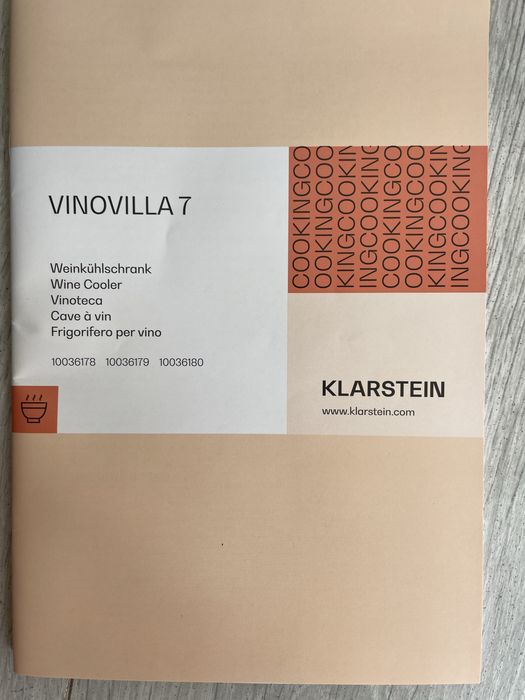 VINOVILLA 7
Weinkühlschrank
Wine Cooler
Vinoteca
Cave à vin
Frigorifero per vino
10036178 10036179 10036180
COOKINGCO
OOKINGCOO
KINGCOOKIN
INGCOOKING
COOKINGCO
OOKINGCOO
KINGCOOKIN
INGCOOKING
KLARSTEIN
www.klarstein.com